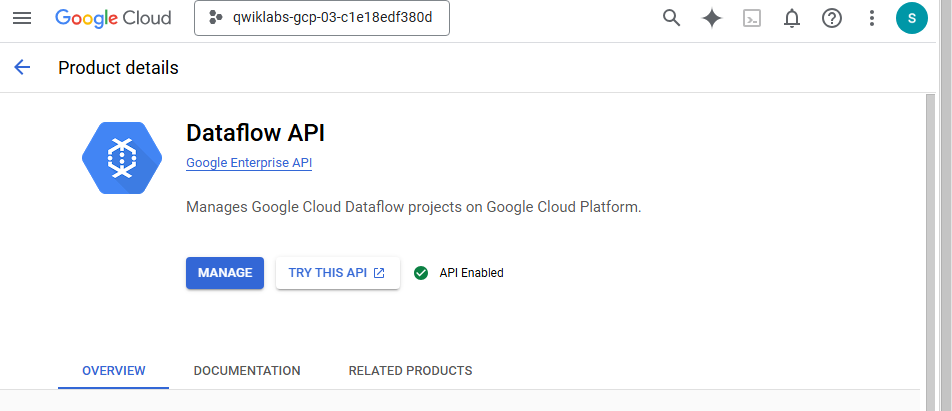 Google Cloud
qwiklabs-gcp-03-c1e18edf380d
S
Product details
Dataflow API
Google Enterprise API
Manages Google Cloud Dataflow projects on Google Cloud Platform.
MANAGE
TRY THIS API
API Enabled
OVERVIEW
DOCUMENTATION
RELATED PRODUCTS